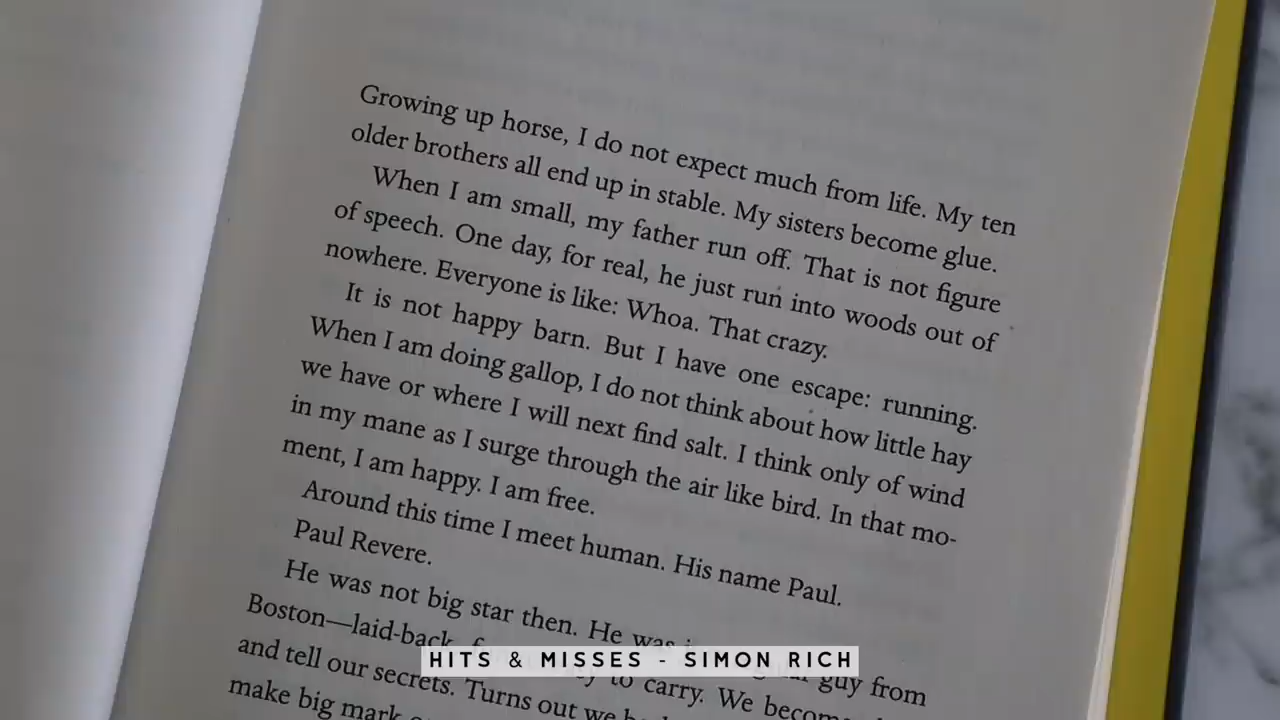 Growing up horse, I do not expect much from life. My ten
older brothers all end up in stable. My sisters become glue.
When I am small, my father run off. That is not figure
of speech. One day, for real, he just run into woods out of
nowhere. Everyone is like: Whoa. That crazy.
It is not happy barn. But I have one escape: running.
When I am doing gallop, I do not think about how little hay
we have or where I will next find salt. I think only of wind
in my mane as I surge through the air like bird. In that mo-
ment, I am happy. I am free.
Around this time I meet human. His name Paul.
Paul Revere.
He was not big star then. He was guy from
Boston—laid-back, to carry. We become
and tell our secrets. Turns out we
make big mark
HITS & MISSES - SIMON RICH